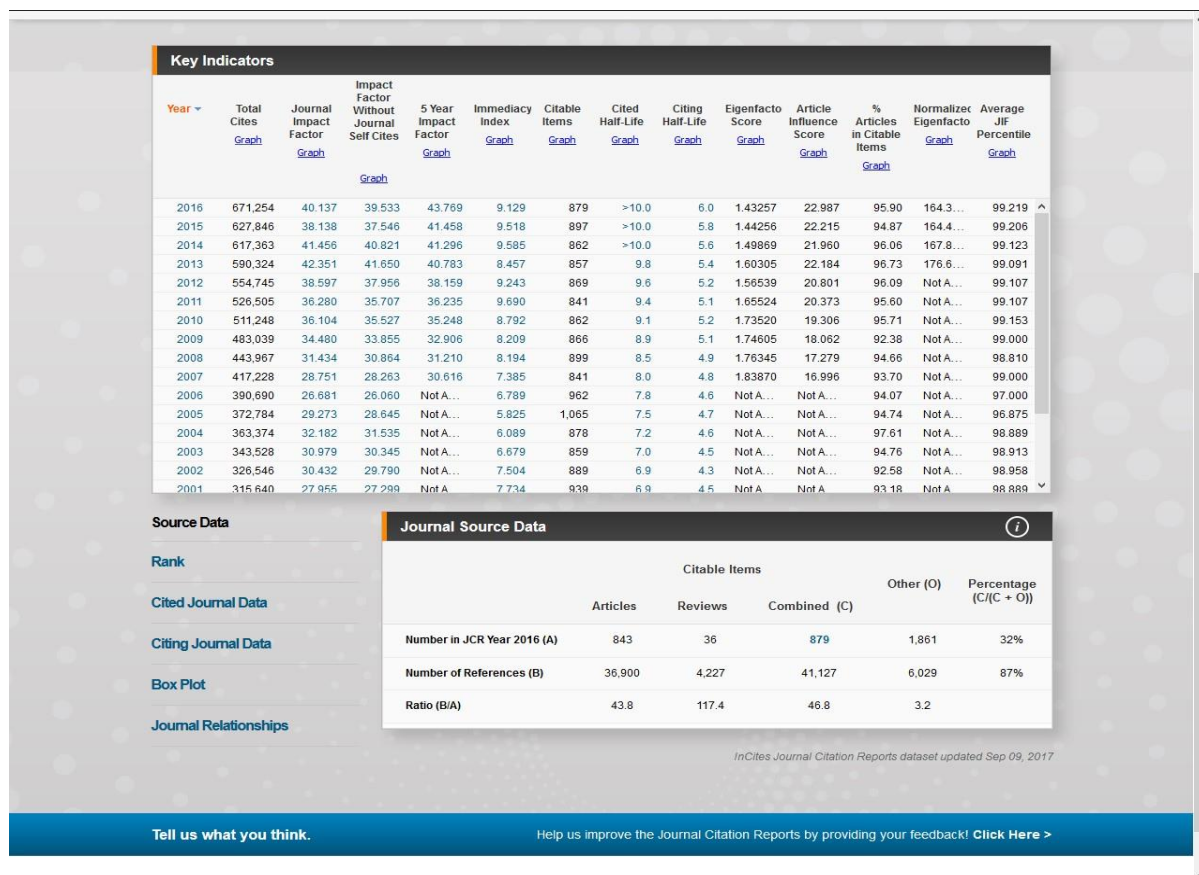 Key Indicators
Year Total Cites Journal Impact Factor Impact Factor Without Journal Self Cites 5 Year Impact Factor Immediacy Index Citable Items Cited Half-Life Citing Half-Life Eigenfacto Score Article Influence Score % Articles in Citable Items Normalizec Eigenfacto Average JIF Percentile
Graph Graph Graph Graph Graph Graph Graph Graph Graph Graph Graph Graph Graph
2016 671,254 40.137 39.533 43.769 9.129 879 >10.0 6.0 1.43257 22.987 95.90 164.3... 99.219
2015 627,846 38.138 37.546 41.458 9.518 897 >10.0 5.8 1.44256 22.215 94.87 164.4... 99.206
2014 617,363 41.456 40.821 41.296 9.585 862 >10.0 5.6 1.49869 21.960 96.06 167.8... 99.123
2013 590,324 42.351 41.650 40.783 8.457 857 9.8 5.4 1.60305 22.184 96.73 176.6... 99.091
2012 554,745 38.597 37.956 38.159 9.243 869 9.6 5.2 1.56539 20.801 96.09 Not A... 99.107
2011 526,505 36.280 35.707 36.235 9.690 841 9.4 5.1 1.65524 20.373 95.60 Not A... 99.107
2010 511,248 36.104 35.527 35.248 8.792 862 9.1 5.2 1.73520 19.306 95.71 Not A... 99.153
2009 483,039 34.480 33.855 32.906 8.209 866 8.9 5.1 1.74605 18.062 92.38 Not A... 99.000
2008 443,967 31.434 30.864 31.210 8.194 899 8.5 4.9 1.76345 17.279 94.66 Not A... 98.810
2007 417,228 28.751 28.263 30.616 7.385 841 8.0 4.8 1.83870 16.996 93.70 Not A... 99.000
2006 390,690 26.681 26.060 Not A... 6.789 962 7.8 4.6 Not A... Not A... 94.07 Not A... 97.000
2005 372,784 29.273 28.645 Not A... 5.825 1,065 7.5 4.7 Not A... Not A... 94.74 Not A... 96.875
2004 363,374 32.182 31.535 Not A... 6.089 878 7.2 4.6 Not A... Not A... 97.61 Not A... 98.889
2003 343,528 30.979 30.345 Not A... 6.679 859 7.0 4.5 Not A... Not A... 94.76 Not A... 98.913
2002 326,546 30.432 29.790 Not A... 7.504 889 6.9 4.3 Not A... Not A... 92.58 Not A... 98.958
2001 315,640 27.955 27.299 Not A 7.734 939 6.9 4.5 Not A Not A 93.18 Not A 98.889
Source Data
Rank
Cited Journal Data
Citing Journal Data
Box Plot
Journal Relationships
Journal Source Data i
Citable Items
Other (O) Percentage (C/(C + O))
Articles Reviews Combined (C)
Number in JCR Year 2016 (A) 843 36 879 1,861 32%
Number of References (B) 36,900 4,227 41,127 6,029 87%
Ratio (B/A) 43.8 117.4 46.8 3.2
InCites Journal Citation Reports dataset updated Sep 09, 2017
Tell us what you think. Help us improve the Journal Citation Reports by providing your feedback! Click Here >